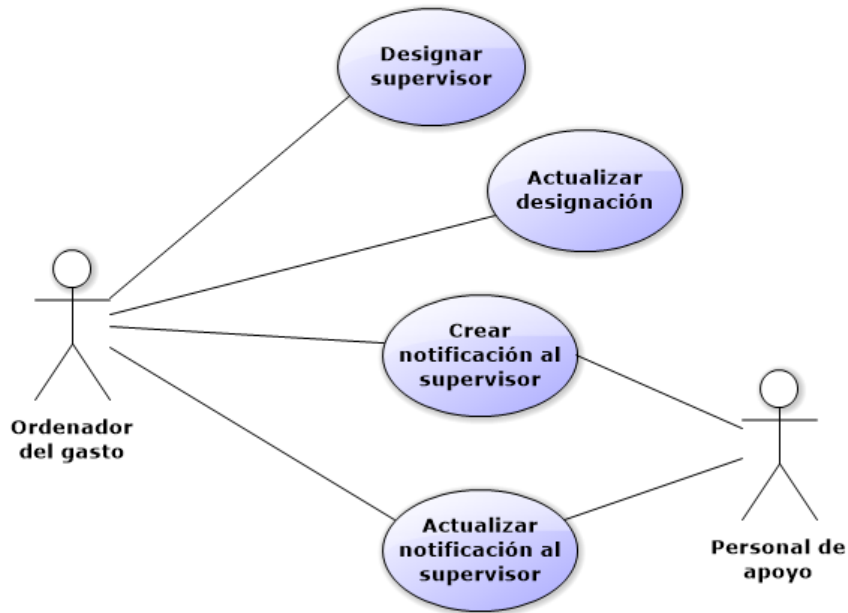 Designar
supervisor
Actualizar
designación
Crear
notificación al
supervisor
Ordenador
del gasto
Actualizar
notificación al
supervisor
Personal de
apoyo